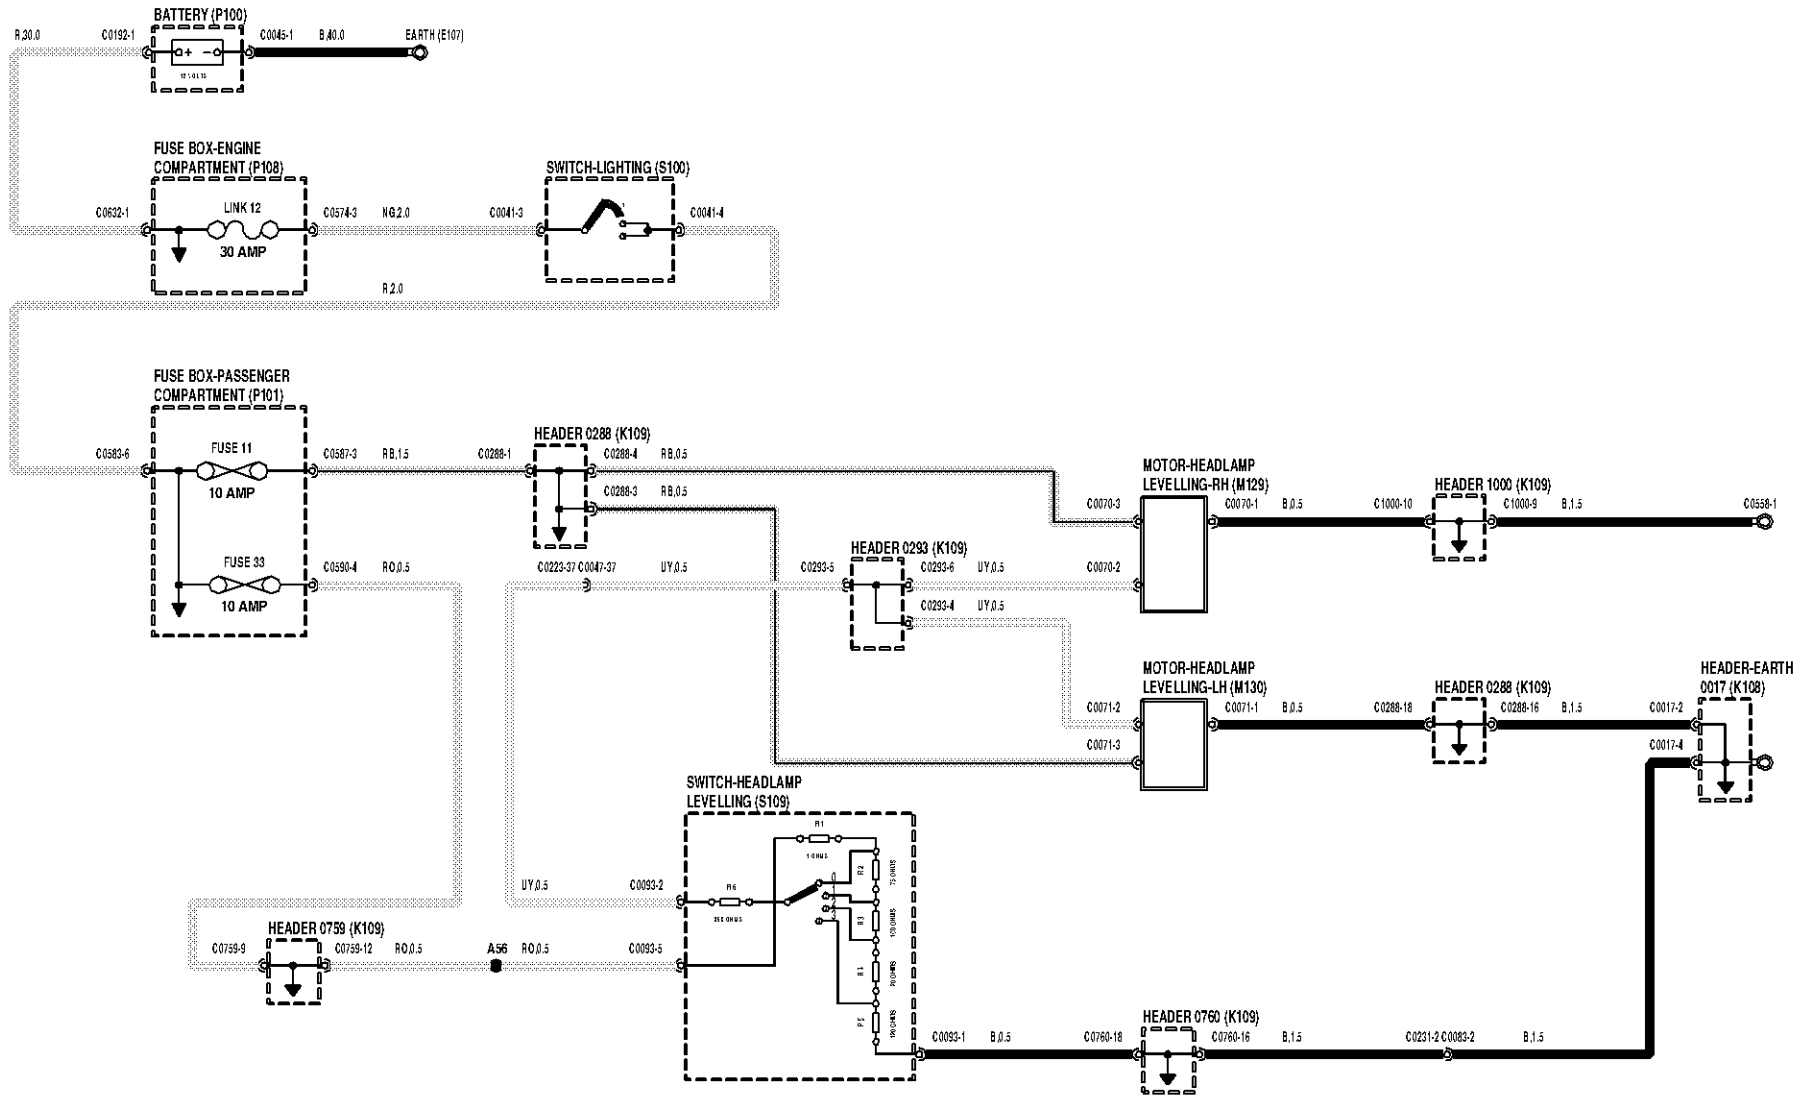 BATTERY (P100)
R,30.0 C0192-1 C0045-1 B,40.0 EARTH (E107)
+ -
12 VOLTS
FUSE BOX-ENGINE
COMPARTMENT (P108)
SWITCH-LIGHTING (S100)
C0632-1 LINK 12 C0574-3 NG,2.0 C0041-3 C0041-4
30 AMP
R,2.0
FUSE BOX-PASSENGER
COMPARTMENT (P101)
HEADER 0288 (K109)
C0583-6 FUSE 11 C0587-3 RB,1.5 C0288-1 C0288-4 RB,0.5
10 AMP
C0288-3 RB,0.5
MOTOR-HEADLAMP
LEVELLING-RH (M129)
HEADER 1000 (K109)
C0070-3 C0070-1 B,0.5 C1000-10 C1000-9 B,1.5 C0558-1
HEADER 0293 (K109)
FUSE 33 C0590-4 RO,0.5 C0223-37 C0047-37 UY,0.5 C0293-5 C0293-6 UY,0.5 C0070-2
10 AMP
C0293-4 UY,0.5
MOTOR-HEADLAMP
LEVELLING-LH (M130)
HEADER 0288 (K109)
HEADER-EARTH
0017 (K108)
C0071-2 C0071-1 B,0.5 C0288-18 C0288-16 B,1.5 C0017-2
C0071-3 C0017-4
SWITCH-HEADLAMP
LEVELLING (S109)
R1
1 OHMS
R2
75 OHMS
UY,0.5 C0093-2 R6
R3
HEADER 0759 (K109)
C0759-9 C0759-12 RO,0.5 A56 RO,0.5 C0093-5
R4
R5
HEADER 0760 (K109)
C0093-1 B,0.5 C0760-18 C0760-16 B,1.5 C0231-2 C0083-2 B,1.5